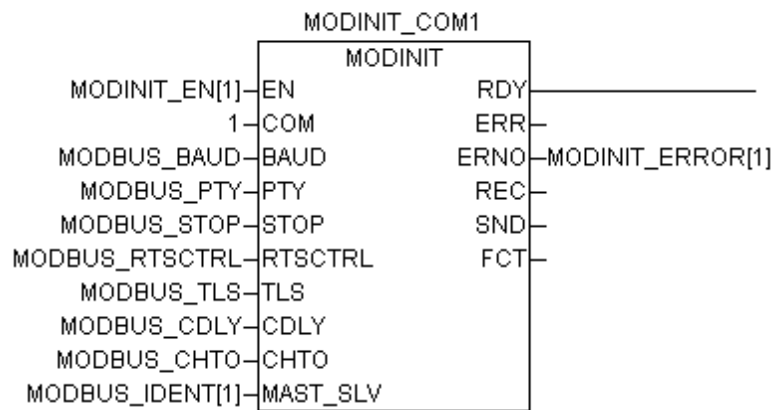 MODINIT_COM1
MODINIT
MODINIT_EN[1] EN RDY
1 COM ERR
MODBUS_BAUD BAUD ERNO MODINIT_ERROR[1]
MODBUS_PTY PTY REC
MODBUS_STOP STOP SND
MODBUS_RTSCTRL RTSCTRL FCT
MODBUS_TLS TLS
MODBUS_CDLY CDLY
MODBUS_CHTO CHTO
MODBUS_IDENT[1] MAST_SLV